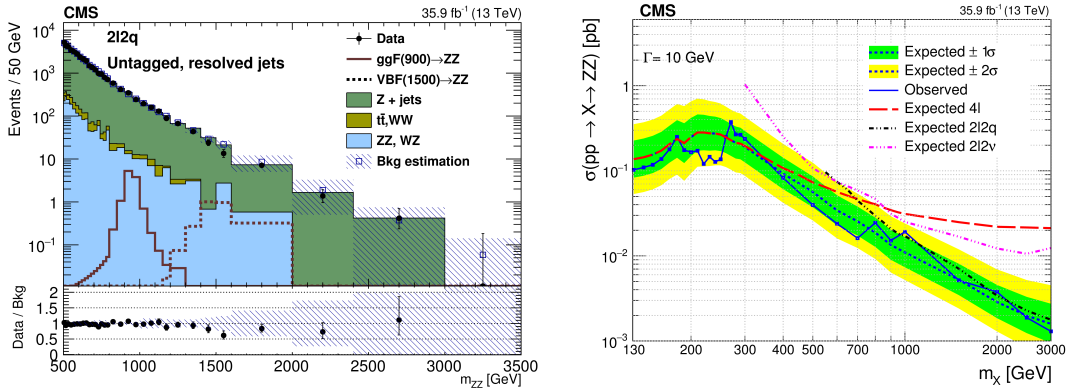 CMS
35.9 fb⁻¹ (13 TeV)
2l2q
Untagged, resolved jets
Data
ggF(900)→ZZ
VBF(1500)→ZZ
Z + jets
tt̄,WW
ZZ, WZ
Bkg estimation
Events / 50 GeV
10⁴
10³
10²
10
1
10⁻¹
Data / Bkg
2
1.5
1
0.5
0
500 1000 1500 2000 2500 3000 3500
m_ZZ [GeV]
CMS
35.9 fb⁻¹ (13 TeV)
Γ= 10 GeV
Expected ± 1σ
Expected ± 2σ
Observed
Expected 4l
Expected 2l2q
Expected 2l2ν
σ(pp → X → ZZ) [pb]
1
10⁻¹
10⁻²
10⁻³
130 200 300 400 500 700 1000 2000 3000
m_X [GeV]